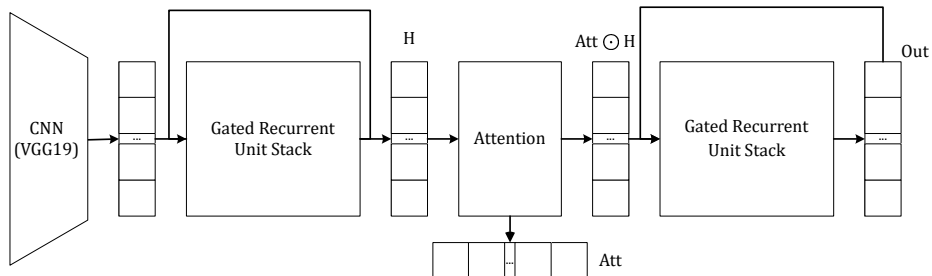 CNN
(VGG19)
...
Gated Recurrent
Unit Stack
H
...
Attention
...
Att
Att ⊙ H
...
Gated Recurrent
Unit Stack
Out
...